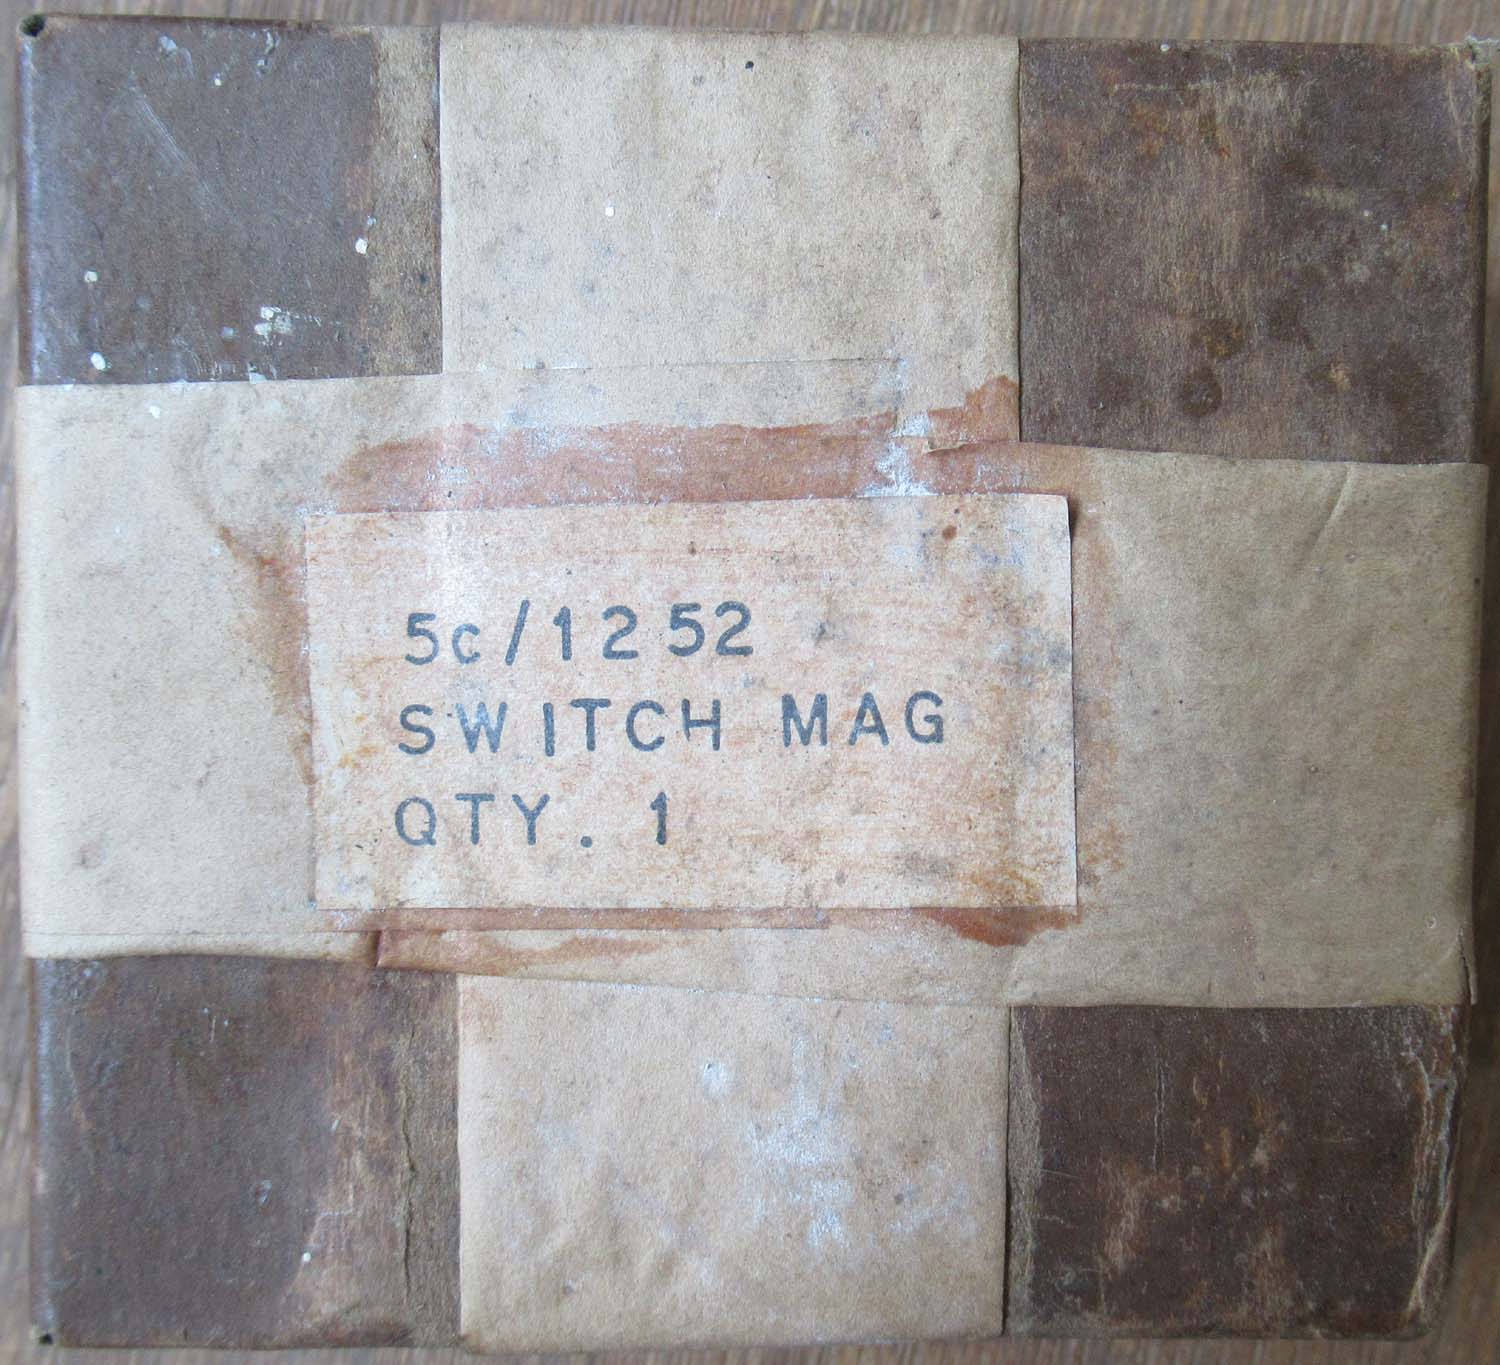 5c/1252
SWITCH MAG
QTY. 1